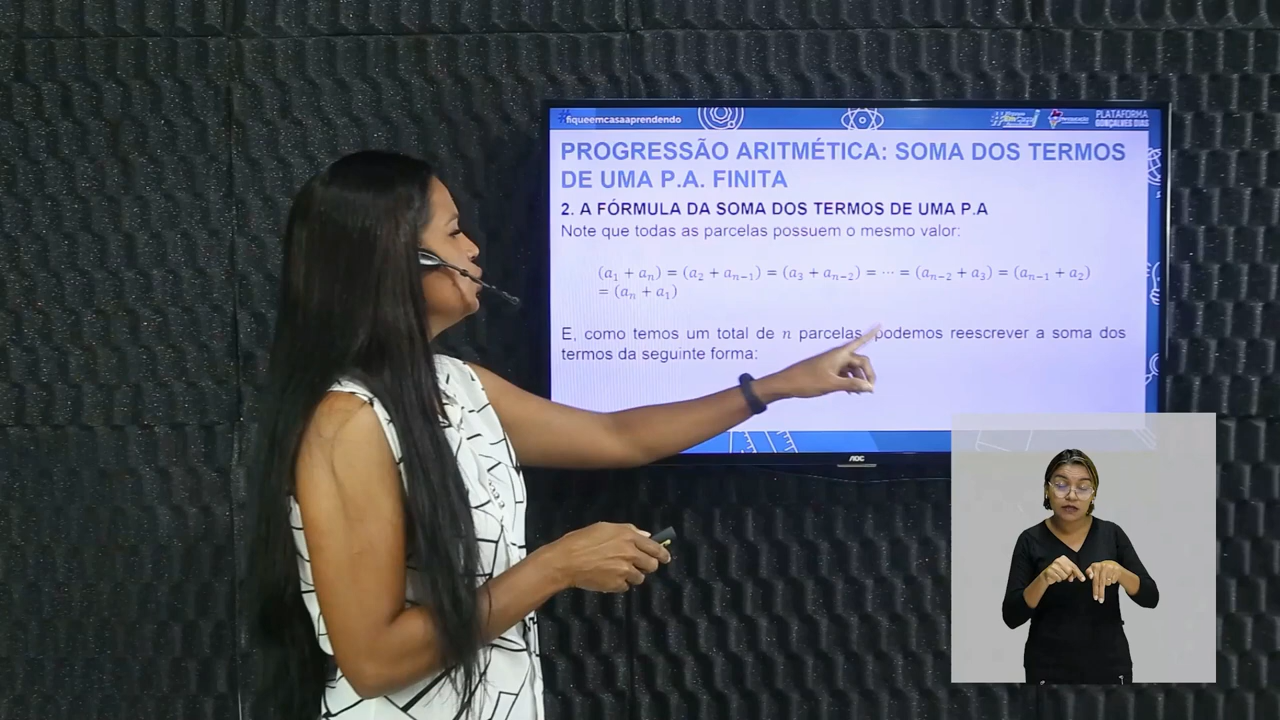 #fiqueemcasaaprendendo
PLATAFORMA
GONÇALVES DIAS
PROGRESSÃO ARITMÉTICA: SOMA DOS TERMOS
DE UMA P.A. FINITA
2. A FÓRMULA DA SOMA DOS TERMOS DE UMA P.A
Note que todas as parcelas possuem o mesmo valor:
(a₁ + aₙ) = (a₂ + aₙ₋₁) = (a₃ + aₙ₋₂) = ⋯ = (aₙ₋₂ + a₃) = (aₙ₋₁ + a₂)
= (aₙ + a₁)
E, como temos um total de n parcelas, podemos reescrever a soma dos
termos da seguinte forma:
AOC